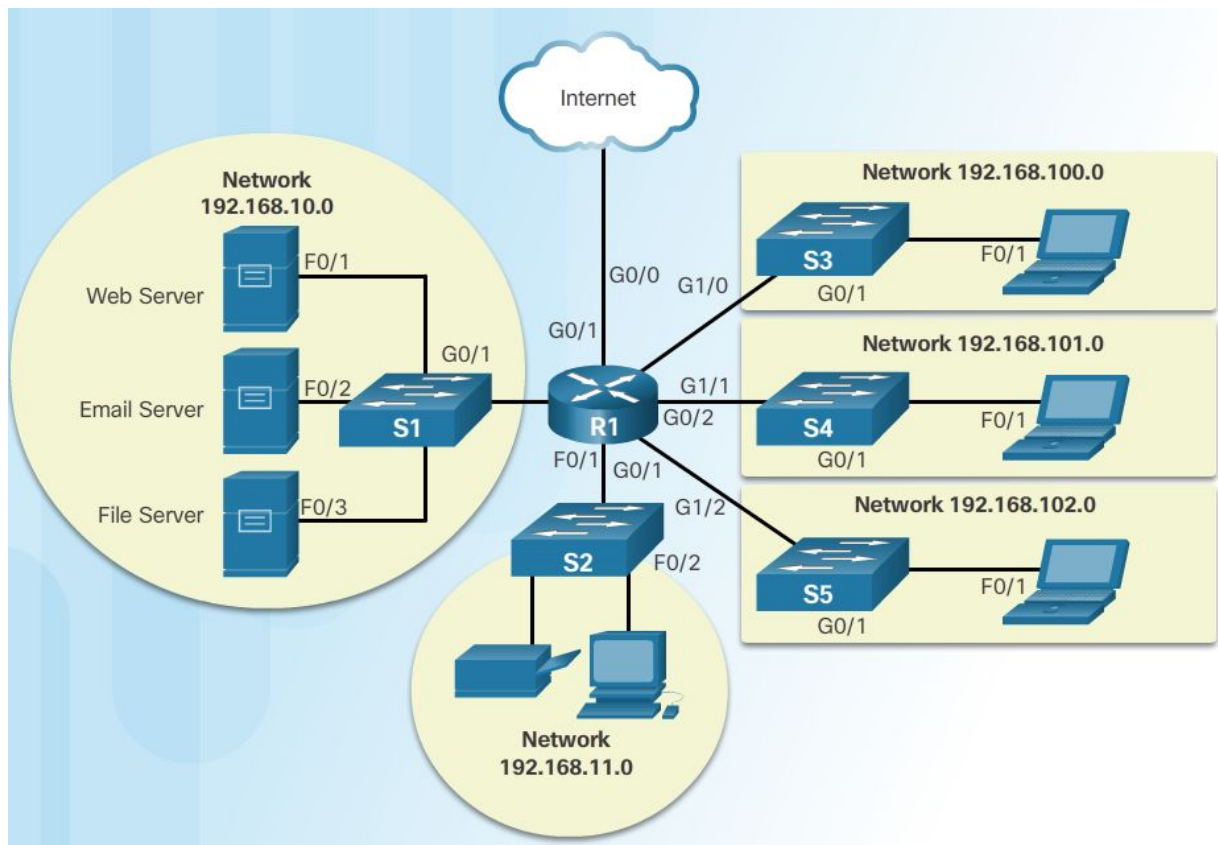 Internet
Network
192.168.10.0
F0/1
Web Server
G0/1
F0/2
Email Server
S1
F0/3
File Server
G0/0
G0/1
R1
G1/0
G1/1
G0/2
F0/1
G0/1
G1/2
S2
F0/2
Network
192.168.11.0
Network 192.168.100.0
S3
F0/1
G0/1
Network 192.168.101.0
S4
F0/1
G0/1
Network 192.168.102.0
S5
F0/1
G0/1